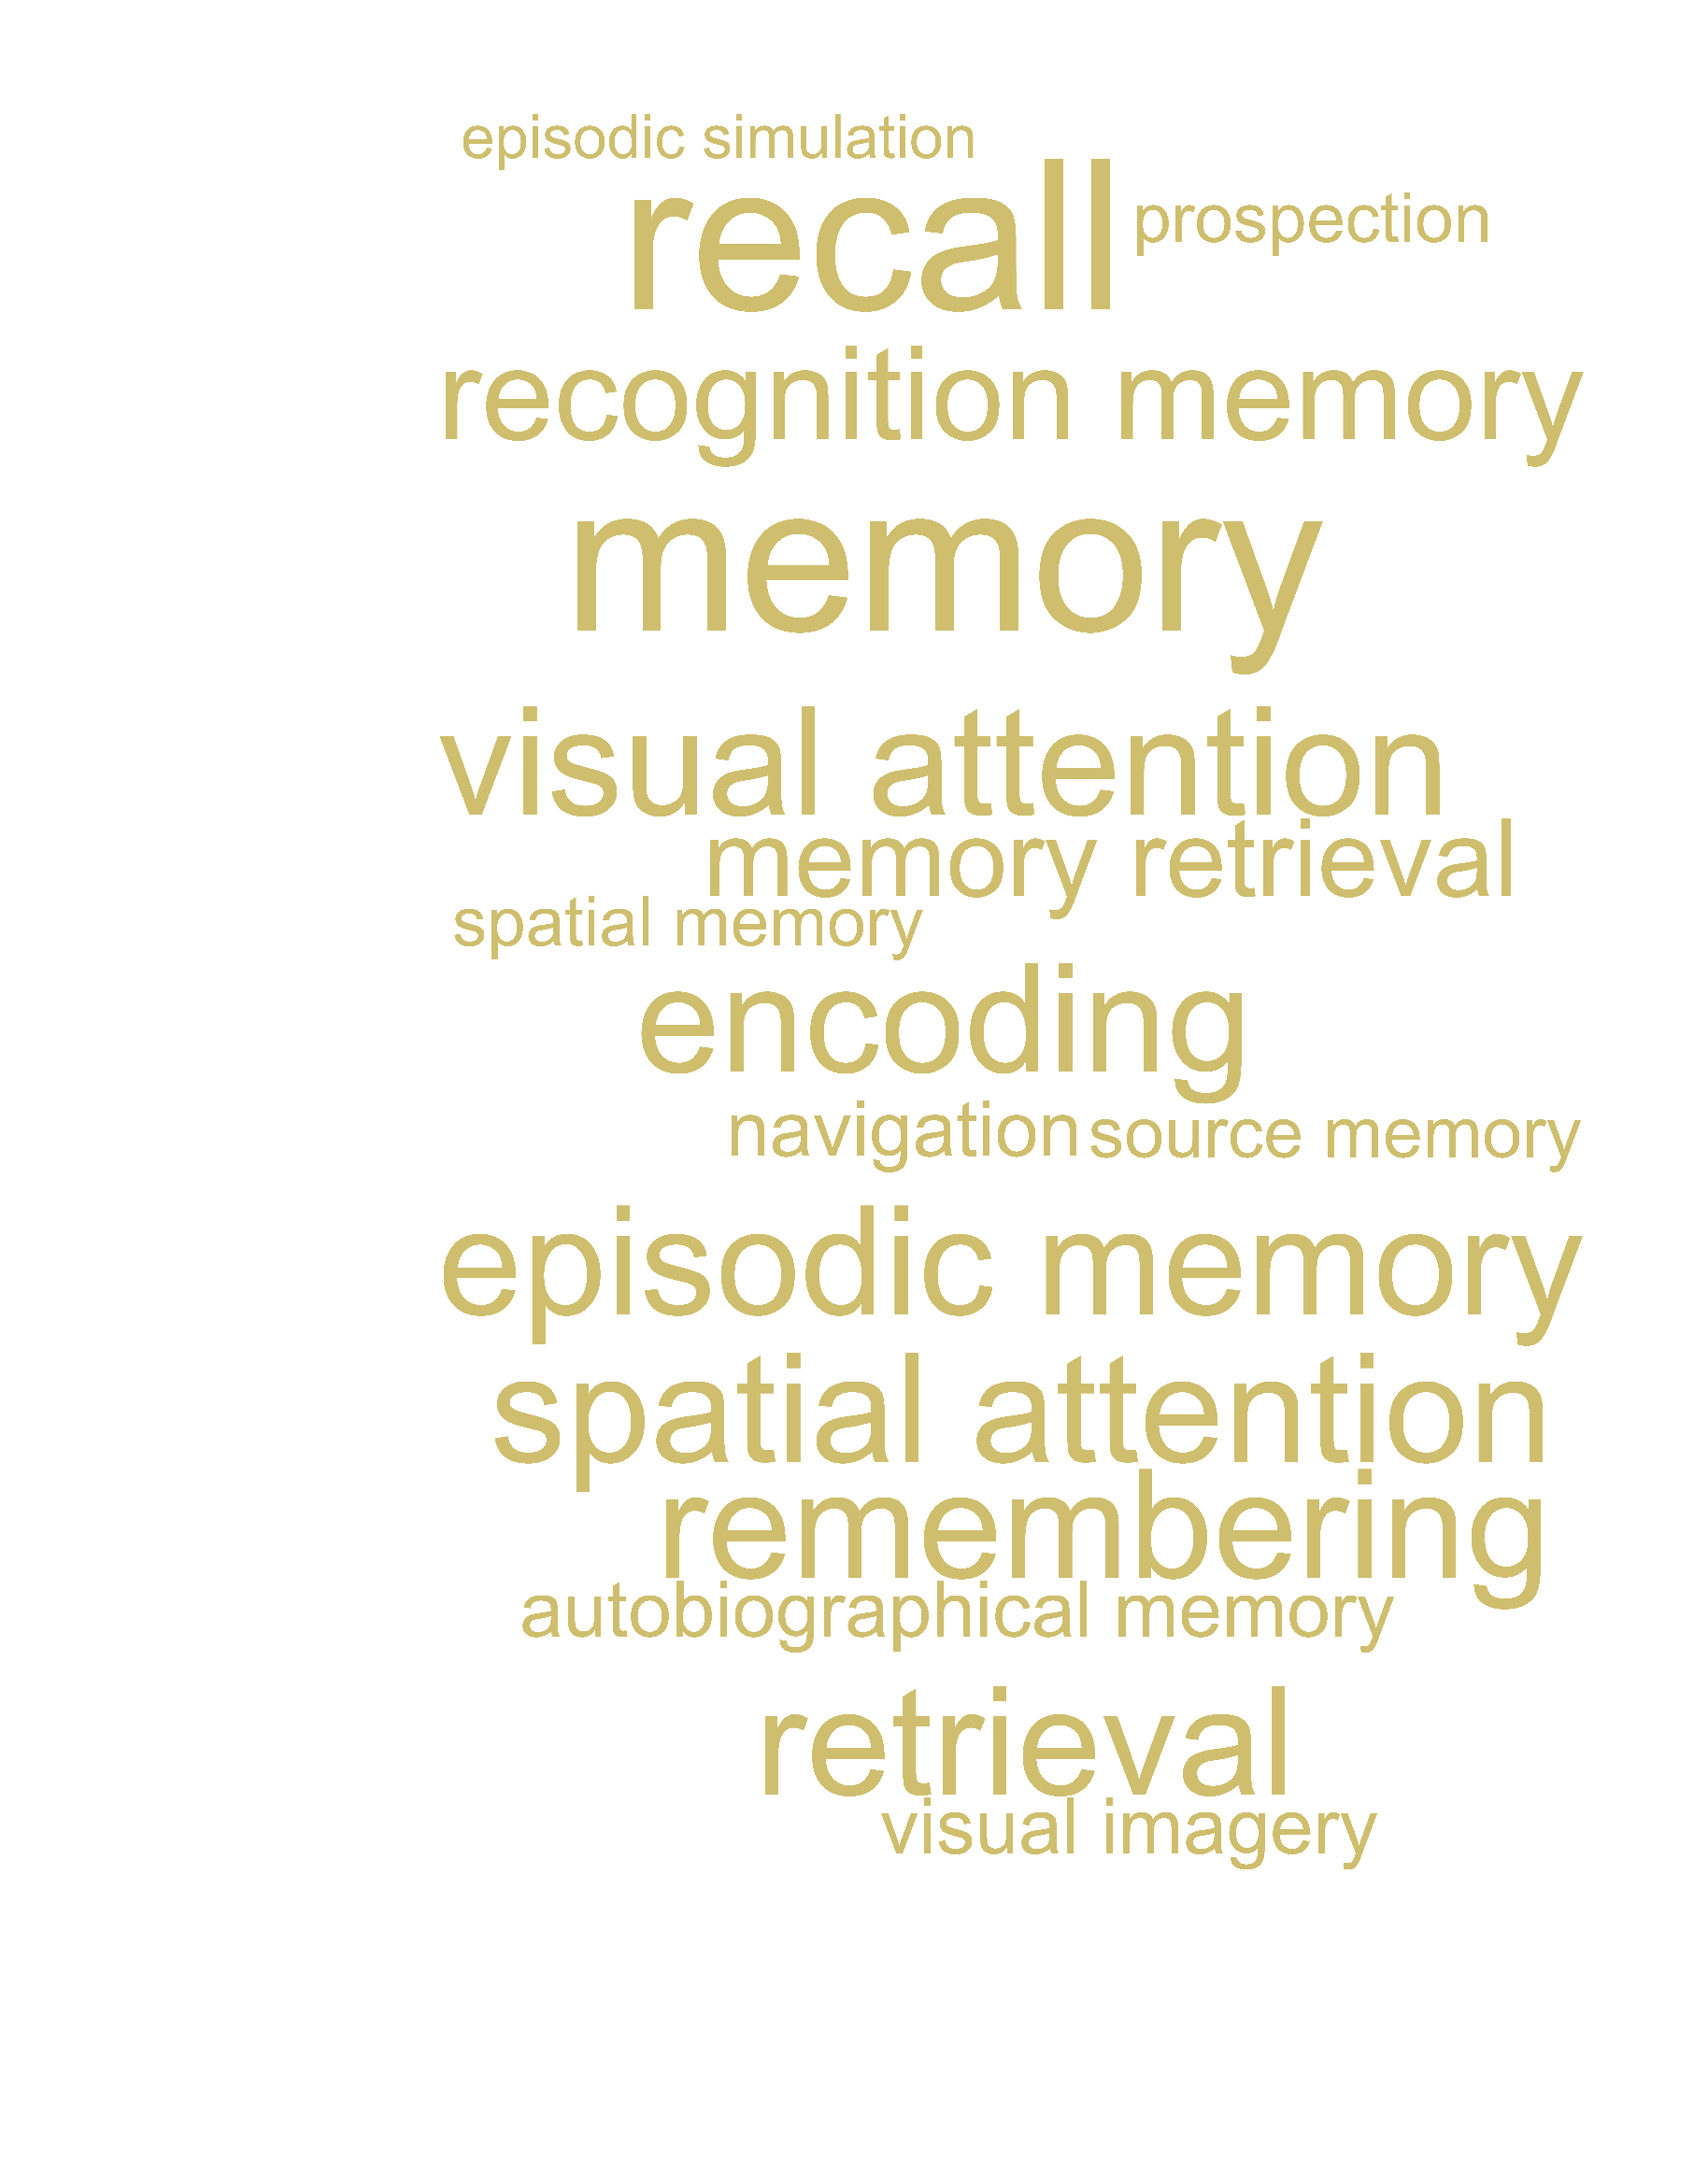 episodic simulation
recall
prospection
recognition memory
memory
visual attention
memory retrieval
spatial memory
encoding
navigation
source memory
episodic memory
spatial attention
remembering
autobiographical memory
retrieval
visual imagery